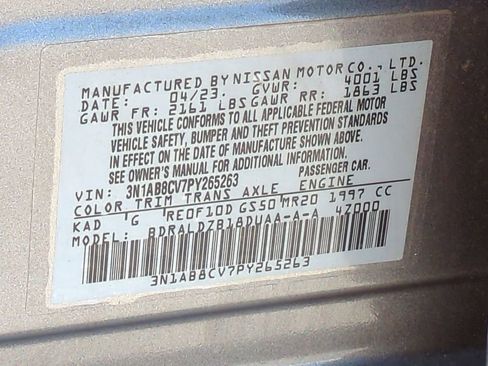 MANUFACTURED BY NISSAN MOTOR CO., LTD.
DATE: 04/23 GVWR: 4001 LBS
GAWR FR: 2161 LBS GAWR RR: 1863 LBS
THIS VEHICLE CONFORMS TO ALL APPLICABLE FEDERAL MOTOR
VEHICLE SAFETY, BUMPER AND THEFT PREVENTION STANDARDS
IN EFFECT ON THE DATE OF MANUFACTURE SHOWN ABOVE.
SEE OWNER'S MANUAL FOR ADDITIONAL INFORMATION.
VIN: 3N1AB8CV7PY265263 PASSENGER CAR.
COLOR TRIM TRANS AXLE ENGINE
KAD G RE0F10D GS50 MR20 1997 CC
MODEL: BDRALDZB18DUAA-A-A 47000
3N1AB8CV7PY265263